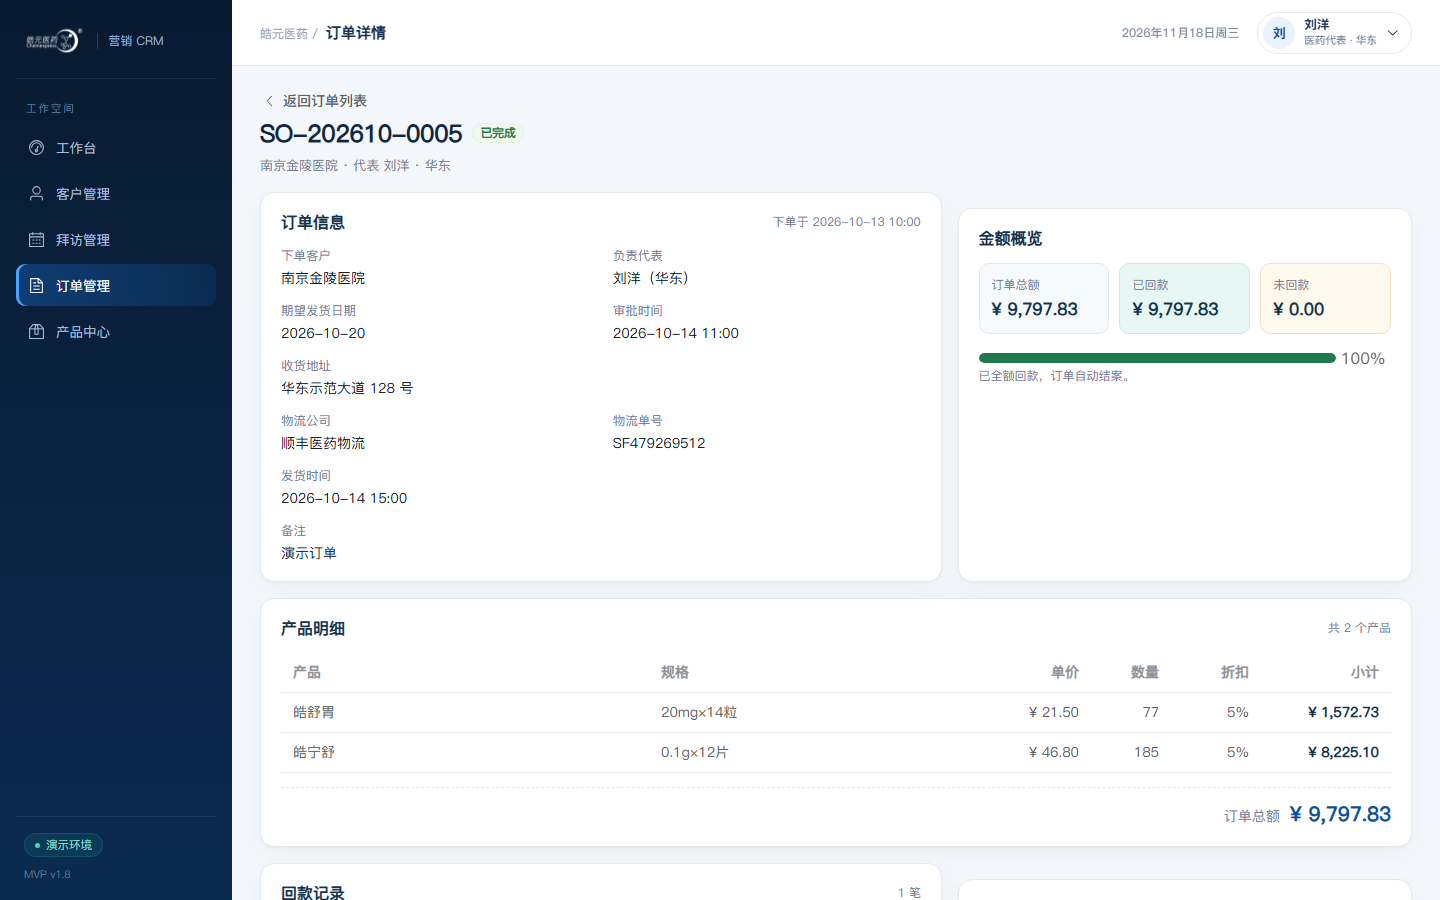 皓元医药
Chemexpress
营销 CRM
工作空间
工作台
客户管理
拜访管理
订单管理
产品中心
演示环境
MVP v1.8
皓元医药 / 订单详情
2026年11月18日周三
刘
刘洋
医药代表 · 华东
返回订单列表
SO-202610-0005 已完成
南京金陵医院 · 代表 刘洋 · 华东
订单信息
下单于 2026-10-13 10:00
下单客户
南京金陵医院
负责代表
刘洋（华东）
期望发货日期
2026-10-20
审批时间
2026-10-14 11:00
收货地址
华东示范大道 128 号
物流公司
顺丰医药物流
物流单号
SF479269512
发货时间
2026-10-14 15:00
备注
演示订单
金额概览
订单总额
¥ 9,797.83
已回款
¥ 9,797.83
未回款
¥ 0.00
100%
已全额回款，订单自动结案。
产品明细
共 2 个产品
产品 规格 单价 数量 折扣 小计
皓舒胃 20mg×14粒 ¥ 21.50 77 5% ¥ 1,572.73
皓宁舒 0.1g×12片 ¥ 46.80 185 5% ¥ 8,225.10
订单总额 ¥ 9,797.83
回款记录
1 笔